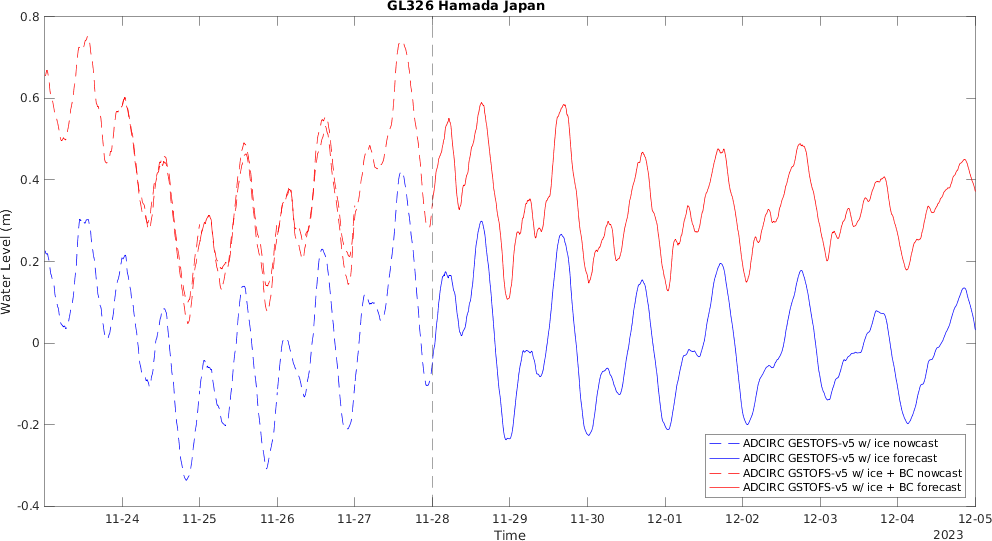 GL326 Hamada Japan
Water Level (m)
0.8
0.6
0.4
0.2
0
-0.2
-0.4
ADCIRC GESTOFS-v5 w/ ice nowcast
ADCIRC GESTOFS-v5 w/ ice forecast
ADCIRC GSTOFS-v5 w/ ice + BC nowcast
ADCIRC GSTOFS-v5 w/ ice + BC forecast
11-24 11-25 11-26 11-27 11-28 11-29 11-30 12-01 12-02 12-03 12-04 12-05
Time
2023